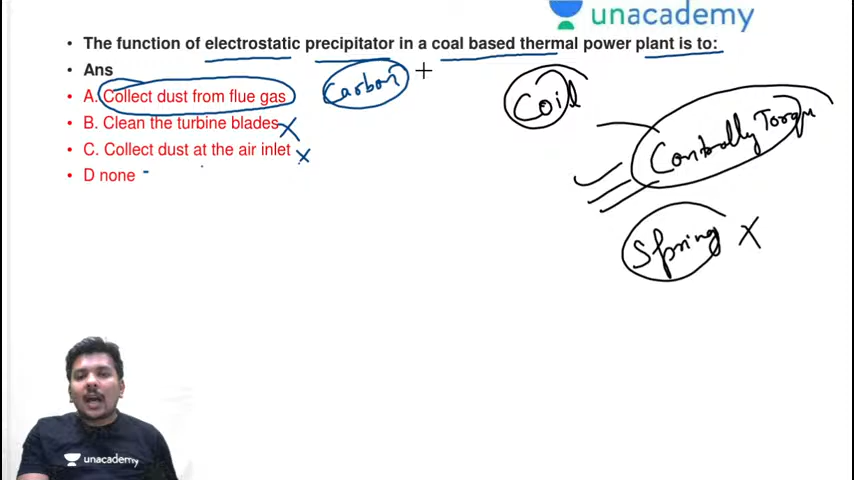 unacademy
• The function of electrostatic precipitator in a coal based thermal power plant is to:
• Ans
• A. Collect dust from flue gas
Carbon +
Coil
• B. Clean the turbine blades X
• C. Collect dust at the air inlet X
Controlly Torque
• D none -
Spring X
unacademy